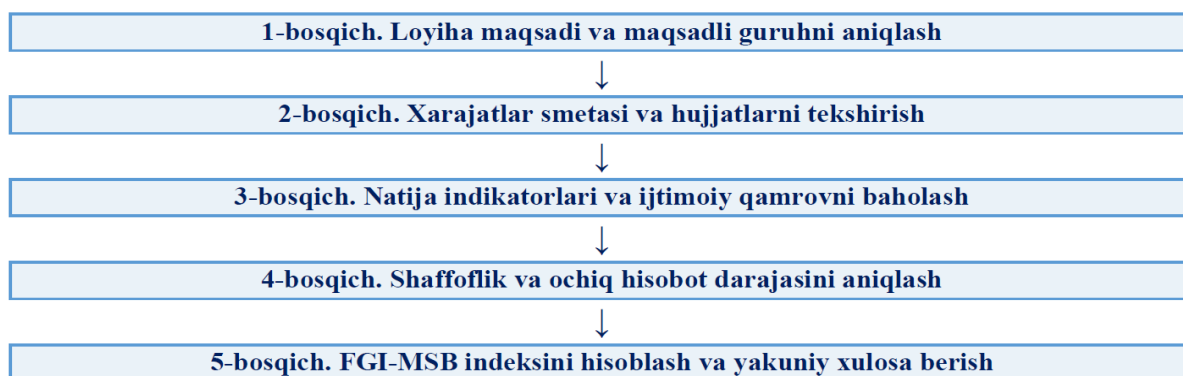 1-bosqich. Loyiha maqsadi va maqsadli guruhni aniqlash
↓
2-bosqich. Xarajatlar smetasi va hujjatlarni tekshirish
↓
3-bosqich. Natija indikatorlari va ijtimoiy qamrovni baholash
↓
4-bosqich. Shaffoflik va ochiq hisobot darajasini aniqlash
↓
5-bosqich. FGI-MSB indeksini hisoblash va yakuniy xulosa berish